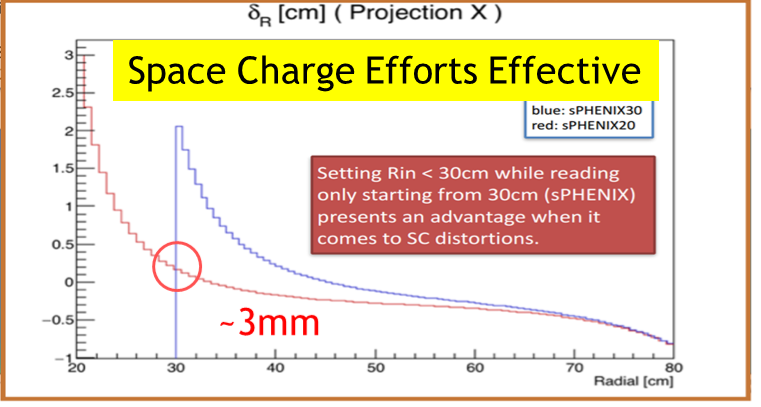 δR [cm] ( Projection X )
Space Charge Efforts Effective
blue: sPHENIX30
red: sPHENIX20
Setting Rin < 30cm while reading
only starting from 30cm (sPHENIX)
presents an advantage when it
comes to SC distortions.
~3mm
3
2.5
2
1.5
1
0.5
0
−0.5
−1
20 30 40 50 60 70 80
Radial [cm]